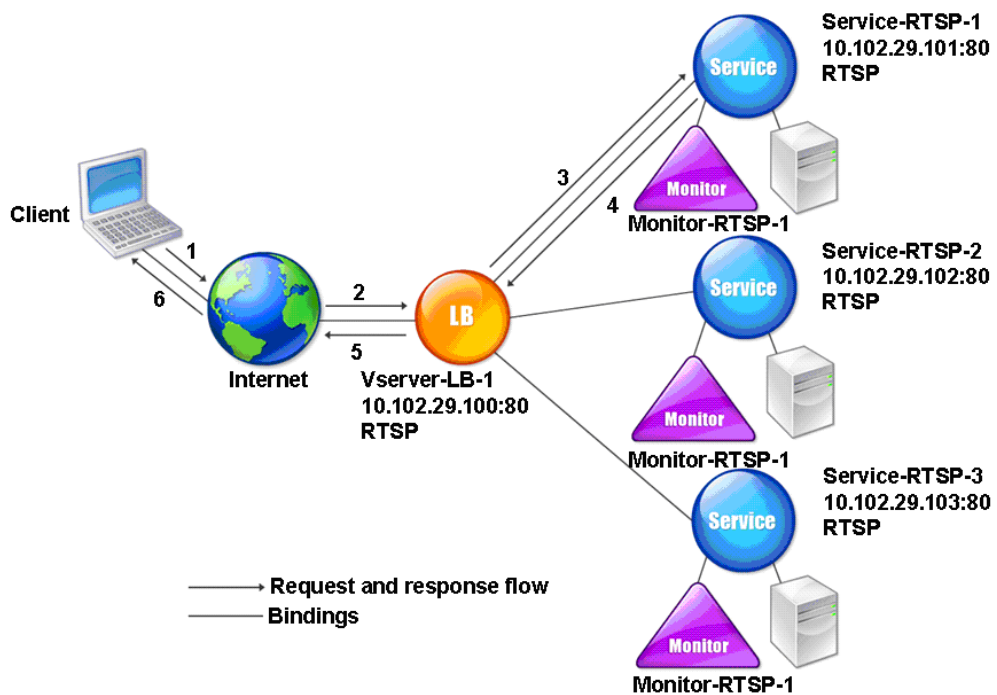 Service-RTSP-1
10.102.29.101:80
RTSP
Service
Monitor
Monitor-RTSP-1
3
4
Client
1
6
2
5
Internet
LB
Vserver-LB-1
10.102.29.100:80
RTSP
Service-RTSP-2
10.102.29.102:80
RTSP
Service
Monitor
Monitor-RTSP-1
Service-RTSP-3
10.102.29.103:80
RTSP
Service
Monitor
Monitor-RTSP-1
Request and response flow
Bindings